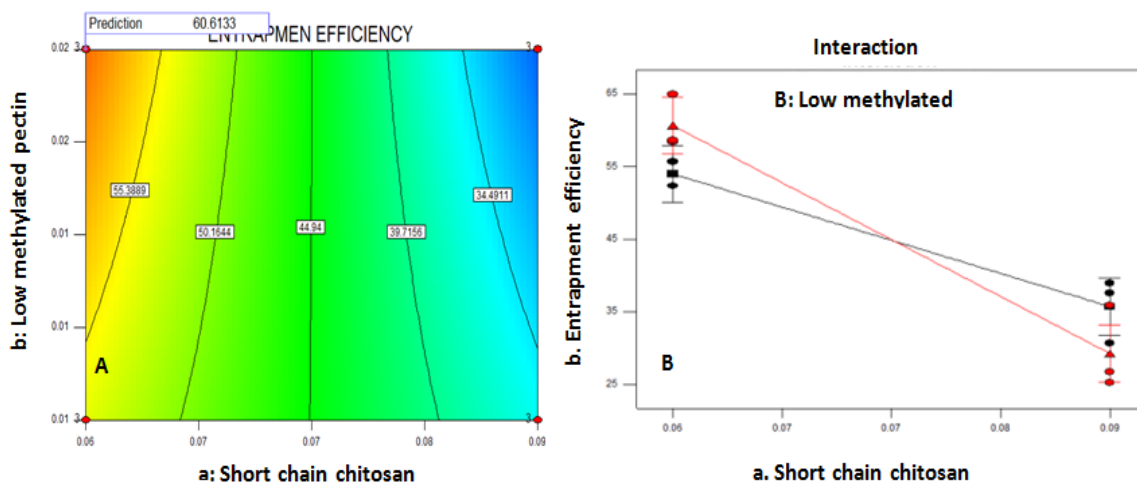 Prediction 60.6133
ENTRAPMEN EFFICIENCY
b: Low methylated pectin
0.02
0.02
0.01
0.01
0.01
3
3
3
3
55.3889
50.1644
44.94
39.7156
34.4911
A
0.06 0.07 0.07 0.08 0.09
a: Short chain chitosan
Interaction
B: Low methylated
b. Entrapment efficiency
65
55
45
35
25
B
0.06 0.07 0.07 0.08 0.09
a. Short chain chitosan